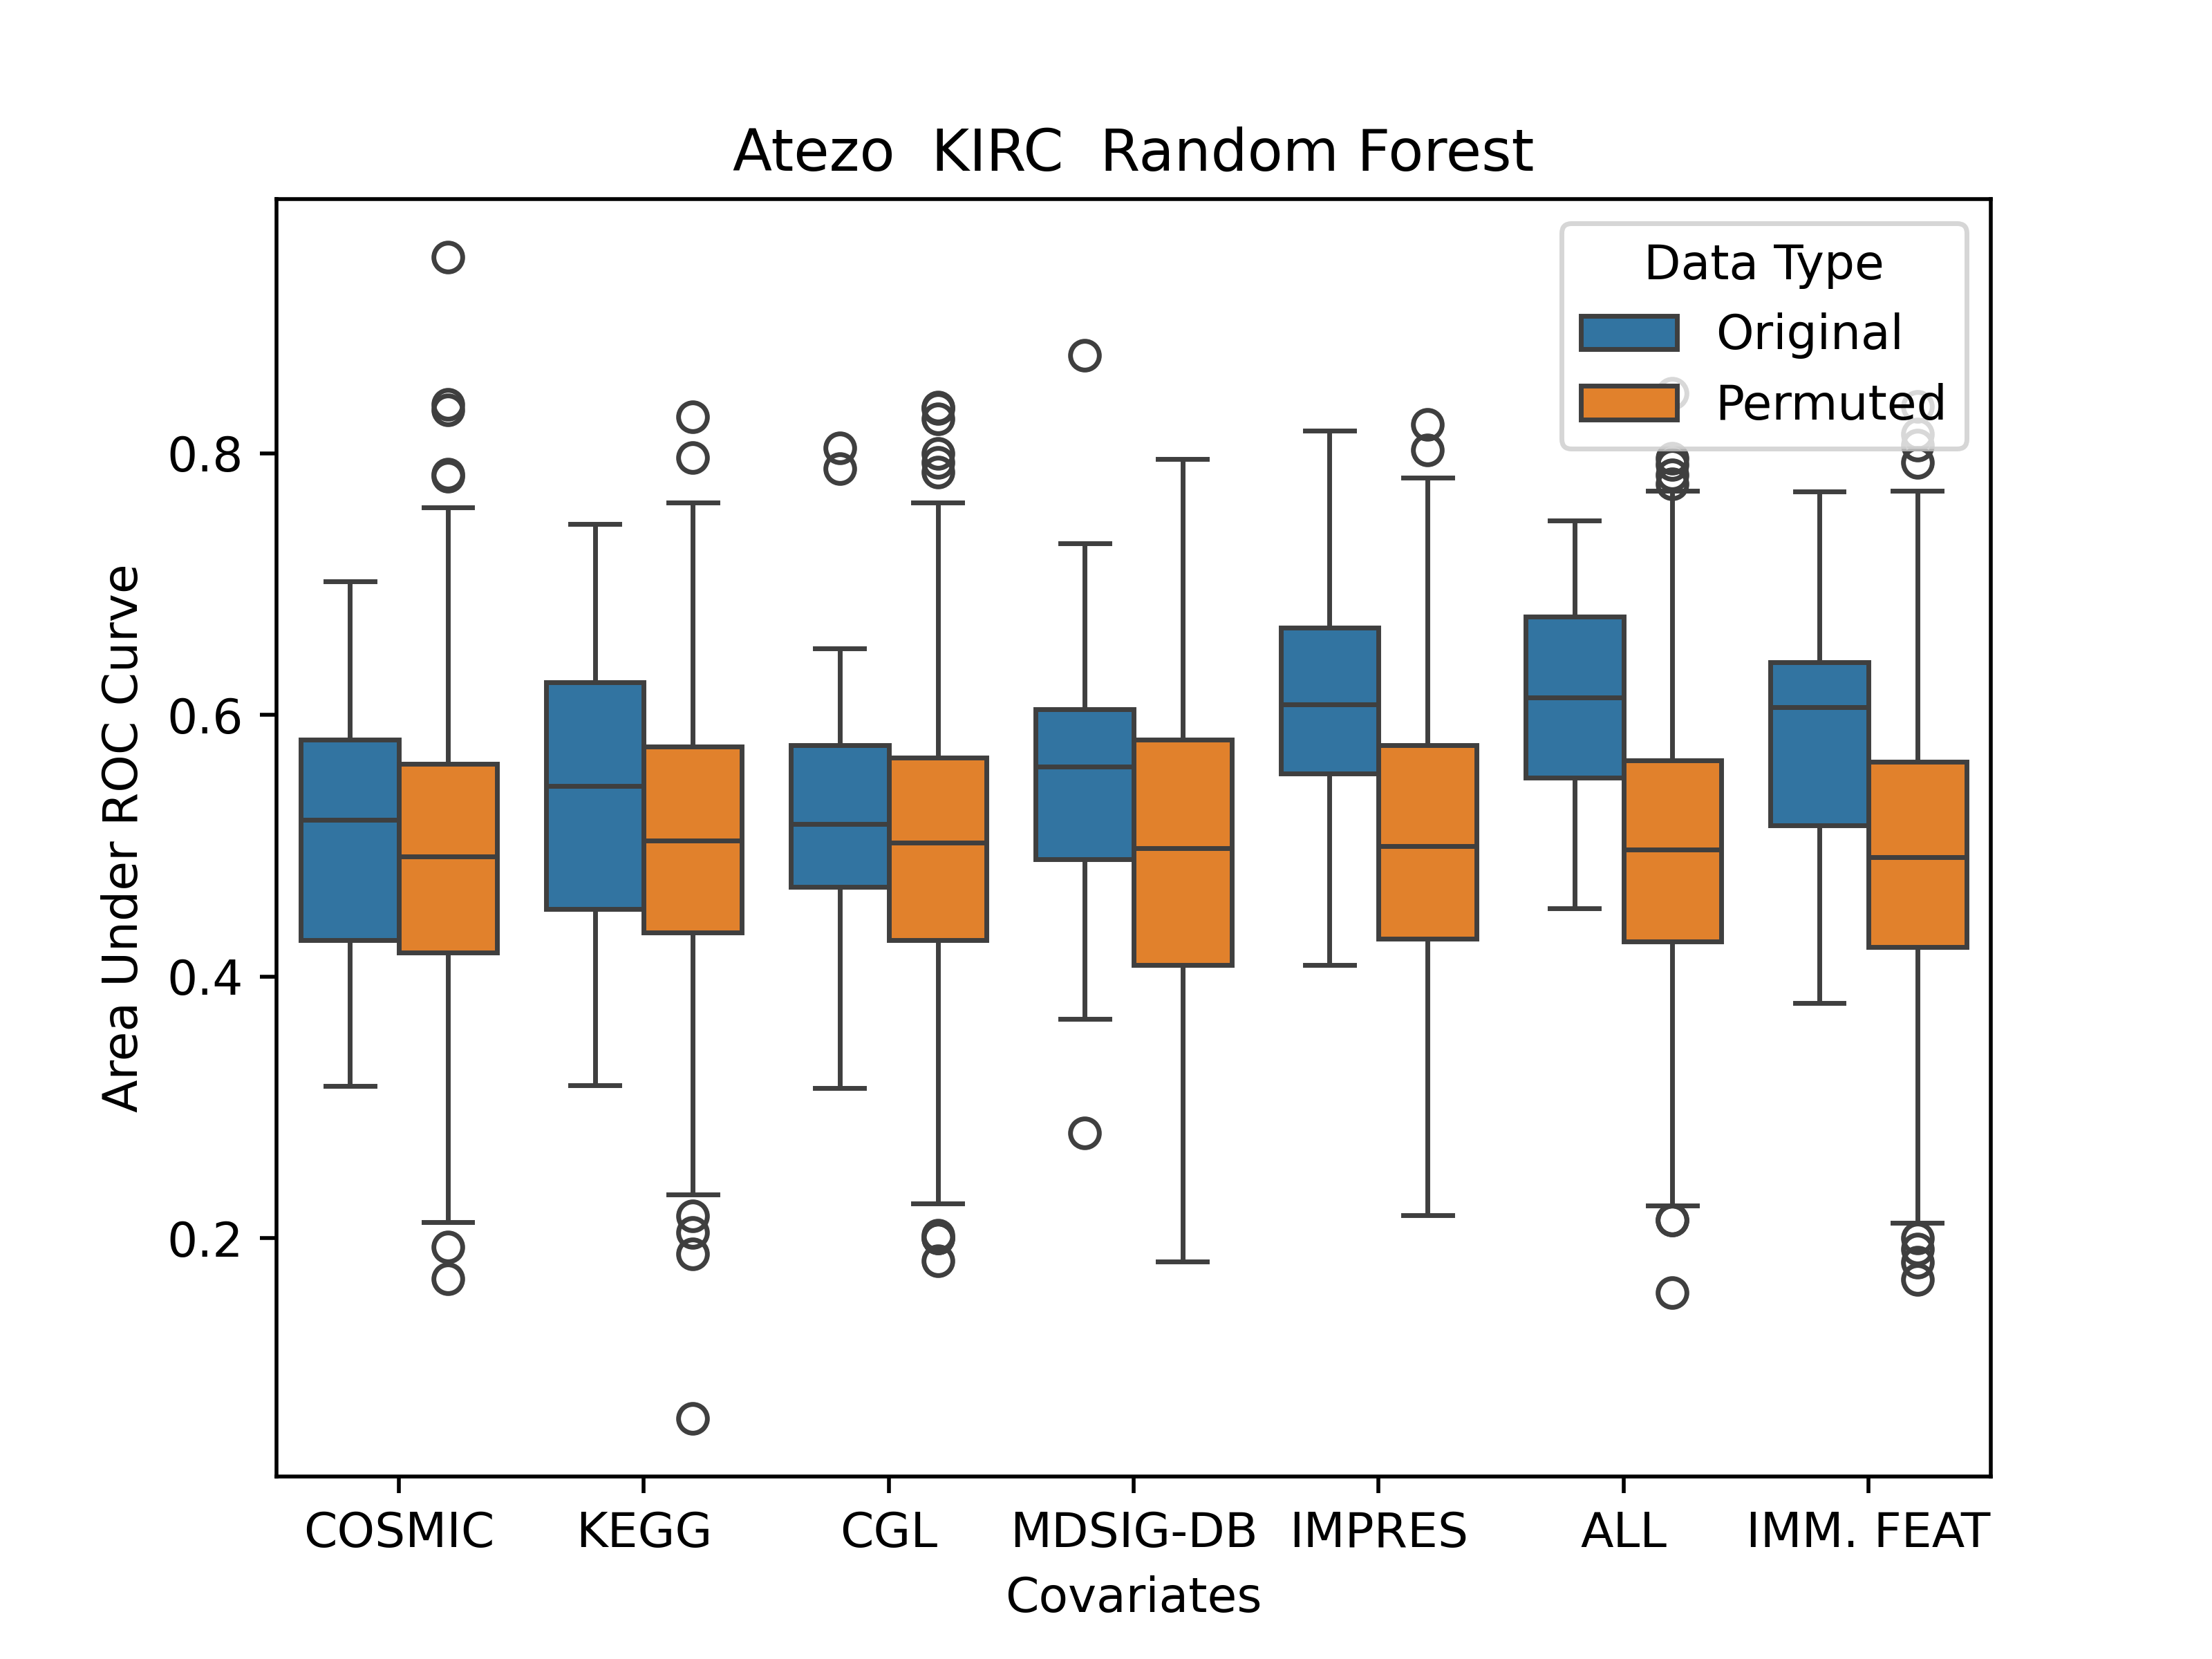 Atezo  KIRC  Random Forest
Data Type
Original
Permuted
Area Under ROC Curve
0.8
0.6
0.4
0.2
COSMIC KEGG CGL MDSIG-DB IMPRES ALL IMM. FEAT
Covariates